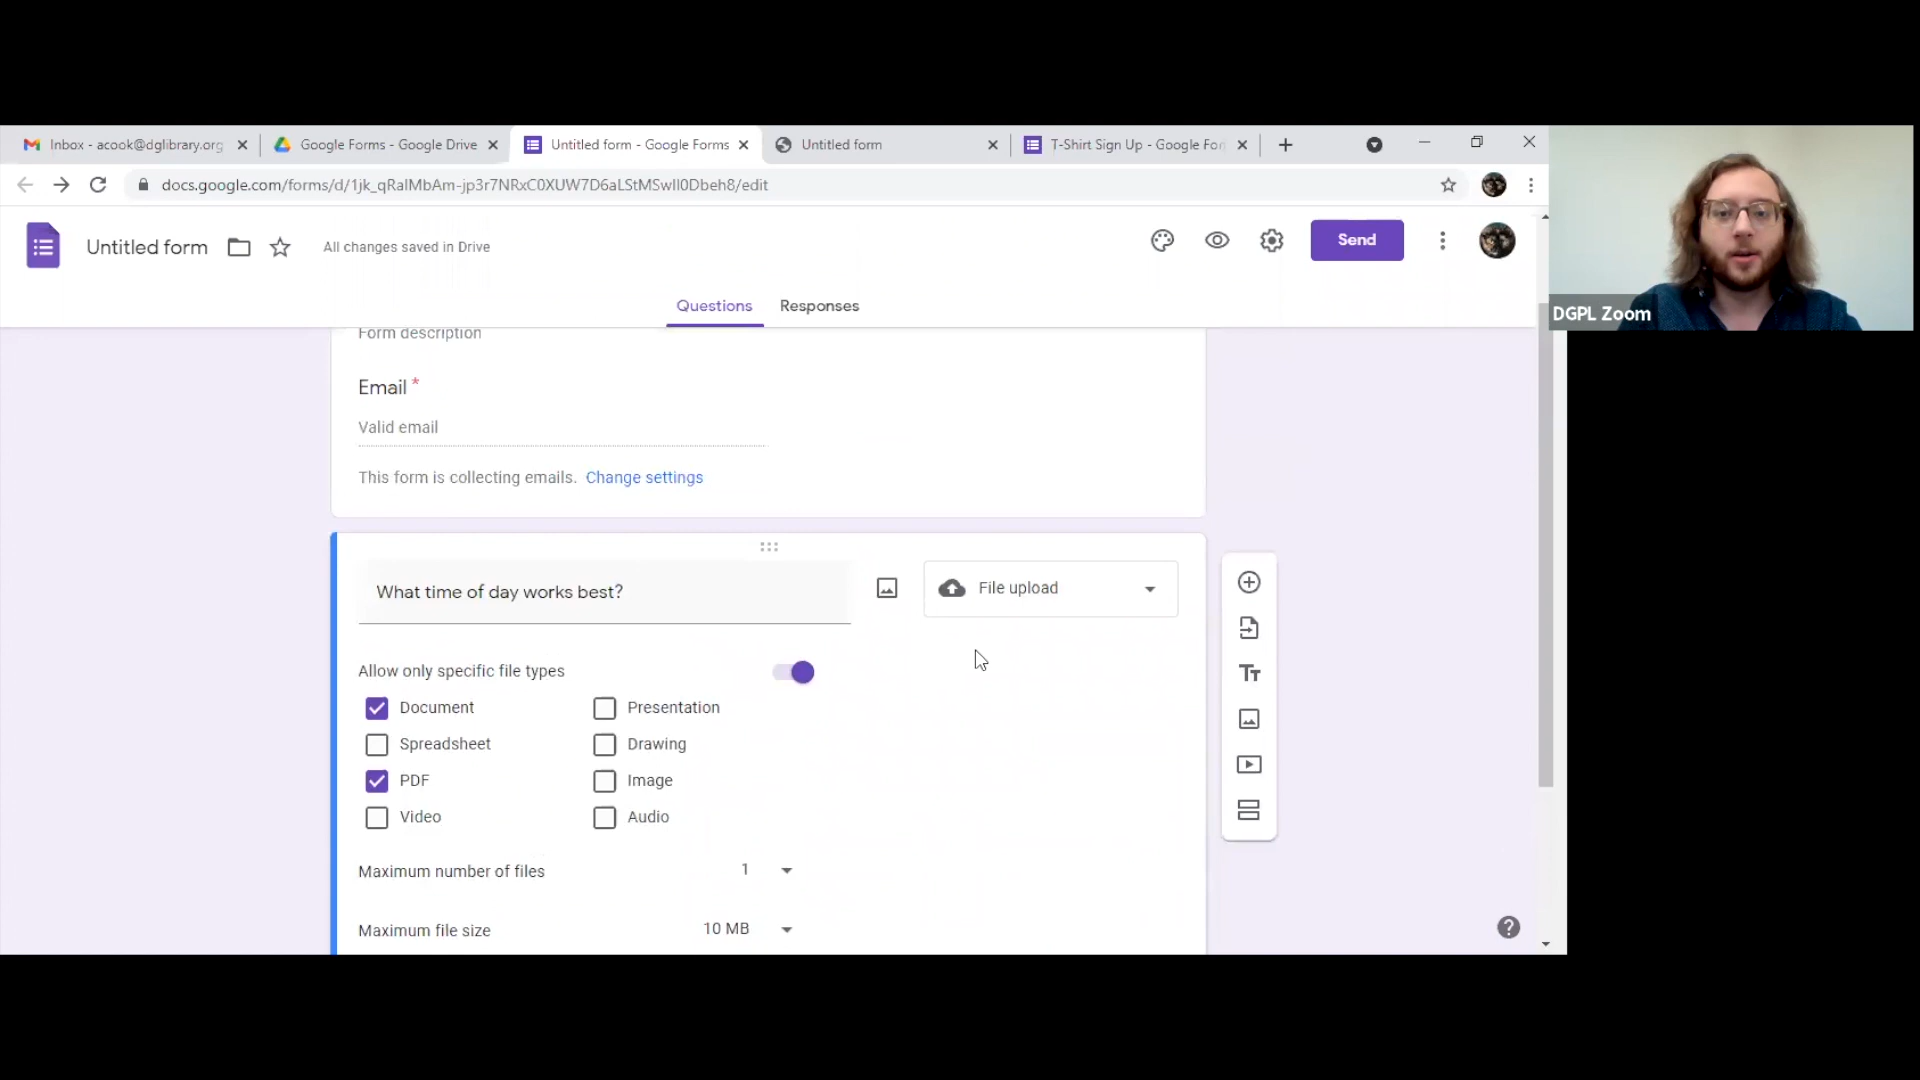 Inbox - acook@dglibrary.org
Google Forms - Google Drive
Untitled form - Google Forms
Untitled form
T-Shirt Sign Up - Google For
docs.google.com/forms/d/1jk_qRaIMbAm-jp3r7NRxC0XUW7D6aLStMSwIl0Dbeh8/edit
Untitled form
All changes saved in Drive
Send
Questions
Responses
DGPL Zoom
Form description
Email *
Valid email
This form is collecting emails. Change settings
What time of day works best?
File upload
Allow only specific file types
Document
Presentation
Spreadsheet
Drawing
PDF
Image
Video
Audio
Maximum number of files
1
Maximum file size
10 MB